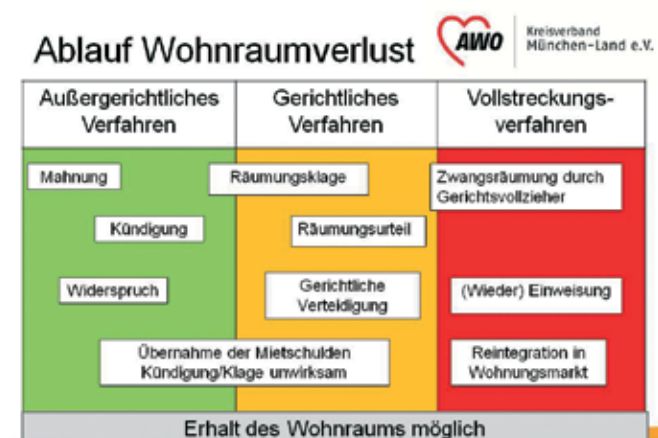 Ablauf Wohnraumverlust
AWO
Kreisverband
München-Land e.V.
Außergerichtliches
Verfahren
Gerichtliches
Verfahren
Vollstreckungs-
verfahren
Mahnung
Räumungsklage
Zwangsräumung durch
Gerichtsvollzieher
Kündigung
Räumungsurteil
Widerspruch
Gerichtliche
Verteidigung
(Wieder) Einweisung
Übernahme der Mietschulden
Kündigung/Klage unwirksam
Reintegration in
Wohnungsmarkt
Erhalt des Wohnraums möglich